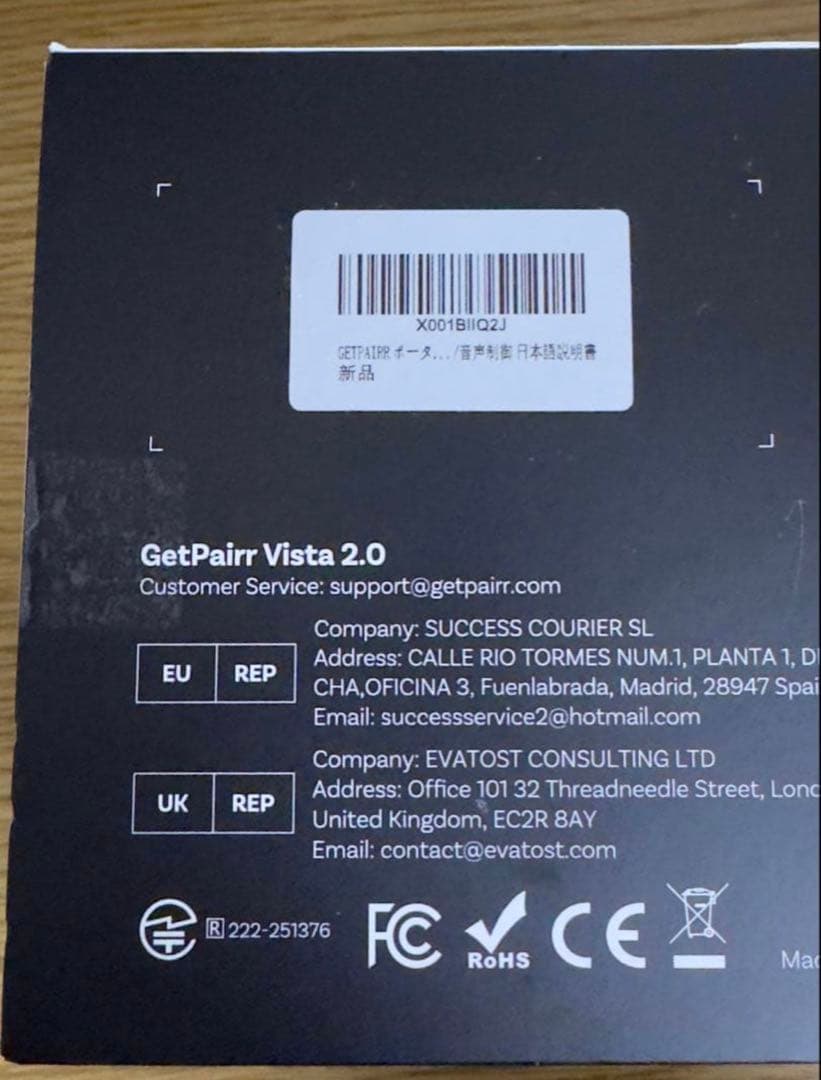 X001BIIQ2J
GETPAIRR ポータ... /音声制御 日本語説明書
新品
GetPairr Vista 2.0
Customer Service: support@getpairr.com
EU REP
Company: SUCCESS COURIER SL
Address: CALLE RIO TORMES NUM.1, PLANTA 1,
CHA,OFICINA 3, Fuenlabrada, Madrid, 28947 Spai
Email: successservice2@hotmail.com
UK REP
Company: EVATOST CONSULTING LTD
Address: Office 101 32 Threadneedle Street, Lond
United Kingdom, EC2R 8AY
Email: contact@evatost.com
R 222-251376
FC
RoHS
CE